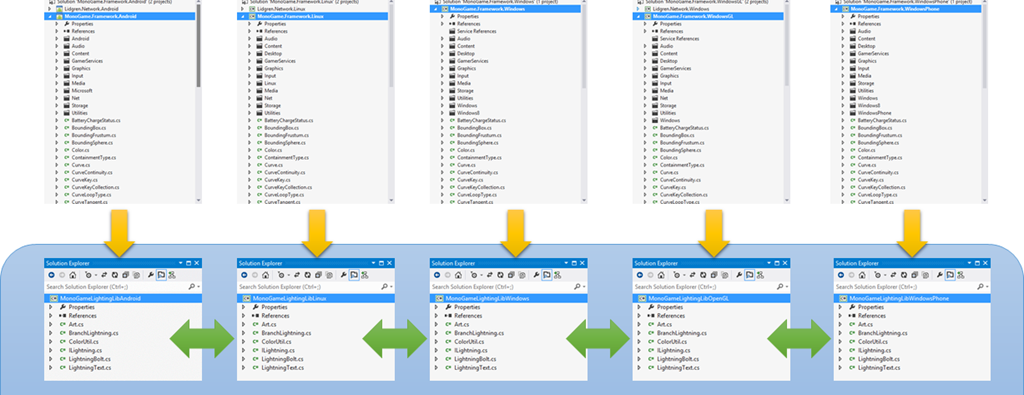 Solution 'MonoGame.Framework.Android' (2 projects)
Lidgren.Network.Android
MonoGame.Framework.Android
Properties
References
Android
Audio
Content
GamerServices
Graphics
Input
Media
Microsoft
Net
Storage
Utilities
BatteryChargeStatus.cs
BoundingBox.cs
BoundingFrustum.cs
BoundingSphere.cs
Color.cs
ContainmentType.cs
Curve.cs
CurveContinuity.cs
CurveKey.cs
CurveKeyCollection.cs
CurveLoopType.cs
CurveTangent.cs
Solution 'MonoGame.Framework.Linux' (2 projects)
Lidgren.Network.Linux
MonoGame.Framework.Linux
Properties
References
Audio
Content
Desktop
GamerServices
Graphics
Input
Linux
Media
Net
Storage
Utilities
BatteryChargeStatus.cs
BoundingBox.cs
BoundingFrustum.cs
BoundingSphere.cs
Color.cs
ContainmentType.cs
Curve.cs
CurveContinuity.cs
CurveKey.cs
CurveKeyCollection.cs
CurveLoopType.cs
CurveTangent.cs
Solution 'MonoGame.Framework.Windows' (1 project)
MonoGame.Framework.Windows
Properties
References
Service References
Audio
Content
Desktop
GamerServices
Graphics
Input
Media
Storage
Utilities
Windows
Windows8
BatteryChargeStatus.cs
BoundingBox.cs
BoundingFrustum.cs
BoundingSphere.cs
Color.cs
ContainmentType.cs
Curve.cs
CurveContinuity.cs
CurveKey.cs
CurveKeyCollection.cs
CurveLoopType.cs
CurveTangent.cs
Solution 'MonoGame.Framework.WindowsGL' (2 projects)
Lidgren.Network.Windows
MonoGame.Framework.WindowsGL
Properties
References
Service References
Audio
Content
Desktop
GamerServices
Graphics
Input
Media
Net
Storage
Utilities
Windows
BatteryChargeStatus.cs
BoundingBox.cs
BoundingFrustum.cs
BoundingSphere.cs
Color.cs
ContainmentType.cs
Curve.cs
CurveContinuity.cs
CurveKey.cs
CurveKeyCollection.cs
CurveLoopType.cs
Solution 'MonoGame.Framework.WindowsPhone' (1 project)
MonoGame.Framework.WindowsPhone
Properties
References
Audio
Content
Desktop
GamerServices
Graphics
Input
Media
Storage
Utilities
Windows
Windows8
WindowsPhone
BatteryChargeStatus.cs
BoundingBox.cs
BoundingFrustum.cs
BoundingSphere.cs
Color.cs
ContainmentType.cs
Curve.cs
CurveContinuity.cs
CurveKey.cs
CurveKeyCollection.cs
CurveLoopType.cs
CurveTangent.cs
Solution Explorer
Search Solution Explorer (Ctrl+;)
MonoGameLightingLibAndroid
Properties
References
Art.cs
BranchLightning.cs
ColorUtil.cs
ILightning.cs
LightningBolt.cs
LightningText.cs
Solution Explorer
Search Solution Explorer (Ctrl+;)
MonoGameLightingLibLinux
Properties
References
Art.cs
BranchLightning.cs
ColorUtil.cs
ILightning.cs
LightningBolt.cs
LightningText.cs
Solution Explorer
Search Solution Explorer (Ctrl+;)
MonoGameLightingLibWindows
Properties
References
Art.cs
BranchLightning.cs
ColorUtil.cs
ILightning.cs
LightningBolt.cs
LightningText.cs
Solution Explorer
Search Solution Explorer (Ctrl+;)
MonoGameLightingLibOpenGL
Properties
References
Art.cs
BranchLightning.cs
ColorUtil.cs
ILightning.cs
LightningBolt.cs
LightningText.cs
Solution Explorer
Search Solution Explorer (Ctrl+;)
MonoGameLightingLibWindowsPhone
Properties
References
Art.cs
BranchLightning.cs
ColorUtil.cs
ILightning.cs
LightningBolt.cs
LightningText.cs